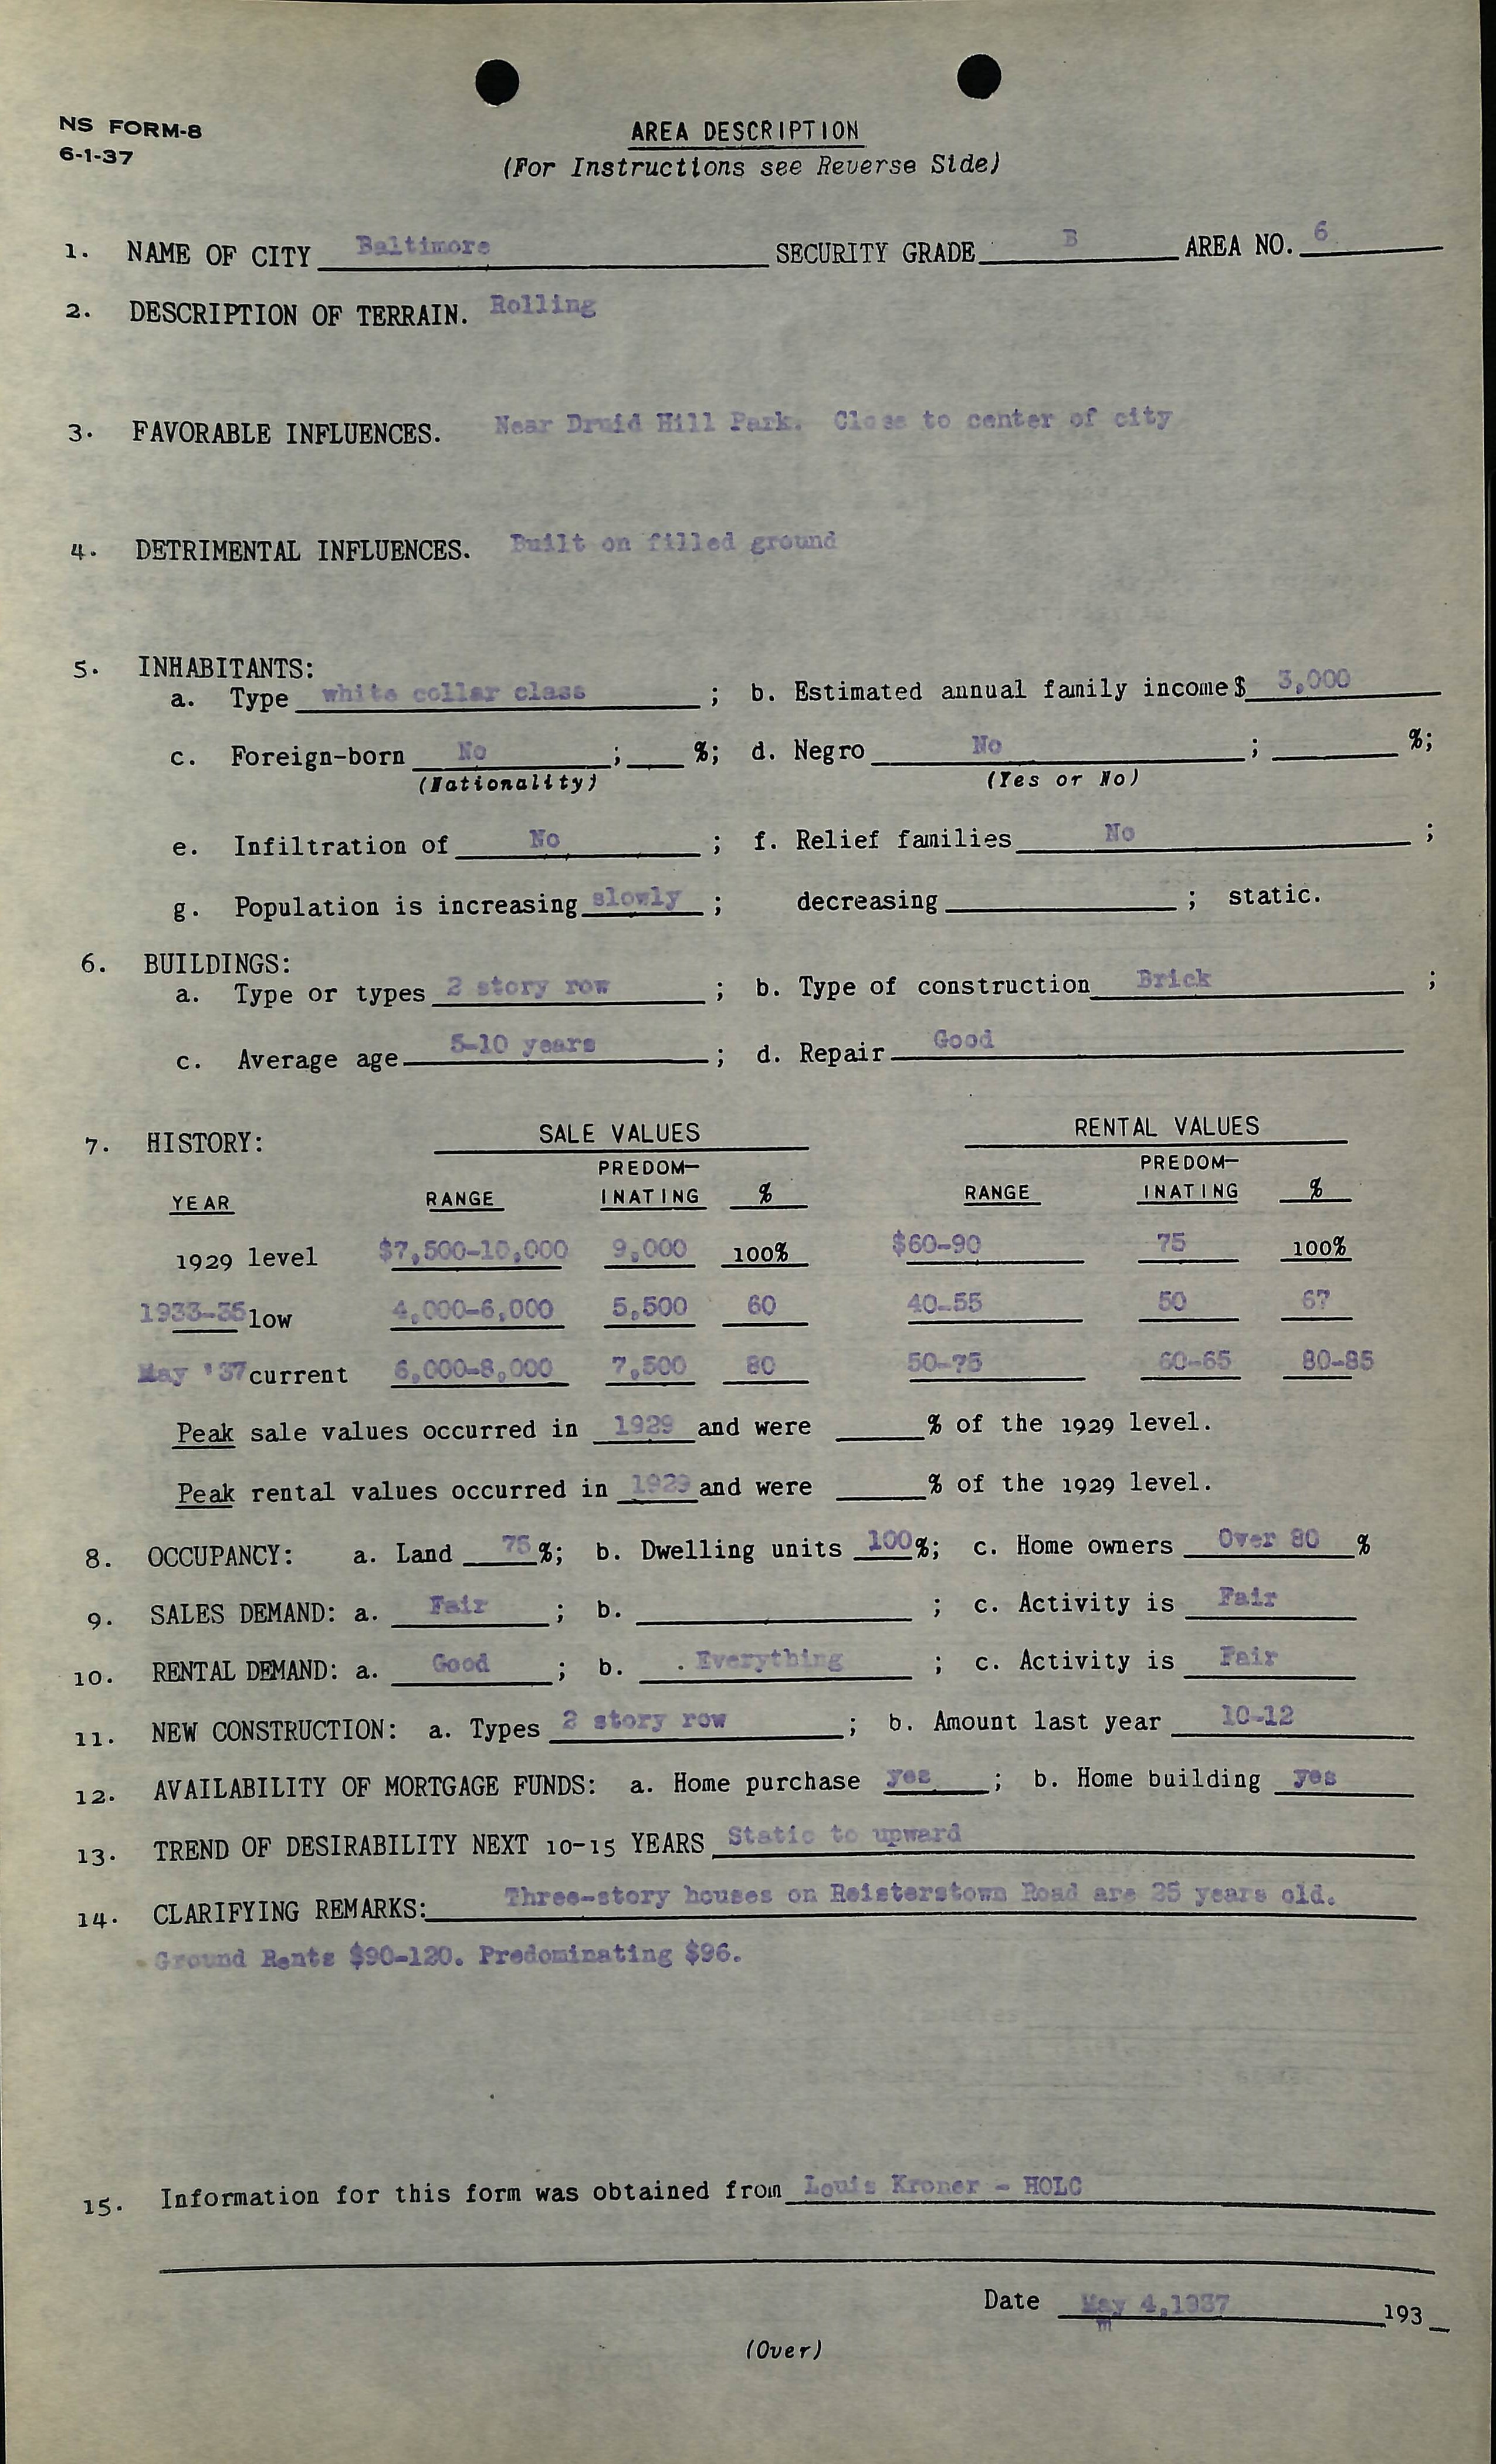 NS FORM-8
6-1-37
AREA DESCRIPTION
(For Instructions see Reverse Side)
1. NAME OF CITY Baltimore SECURITY GRADE B AREA NO. 6
2. DESCRIPTION OF TERRAIN. Rolling
3. FAVORABLE INFLUENCES. Near Druid Hill Park. Close to center of city
4. DETRIMENTAL INFLUENCES. Built on filled ground
5. INHABITANTS:
a. Type white collar class ; b. Estimated annual family income $ 3,000
c. Foreign-born No ; %; d. Negro No ; %;
(Nationality) (Yes or No)
e. Infiltration of No ; f. Relief families No ;
g. Population is increasing slowly ; decreasing ; static.
6. BUILDINGS:
a. Type or types 2 story row ; b. Type of construction Brick ;
c. Average age 5-10 years ; d. Repair Good
7. HISTORY: SALE VALUES RENTAL VALUES
PREDOM- PREDOM-
YEAR RANGE INATING % RANGE INATING %
1929 level $7,500-10,000 9,000 100% $60-90 75 100%
1933-35 low 4,000-6,000 5,500 60 40-55 50 67
May '37 current 6,000-8,000 7,500 80 50-75 60-65 80-85
Peak sale values occurred in 1929 and were % of the 1929 level.
Peak rental values occurred in 1929 and were % of the 1929 level.
8. OCCUPANCY: a. Land 75 %; b. Dwelling units 100 %; c. Home owners Over 80 %
9. SALES DEMAND: a. Fair ; b. ; c. Activity is Fair
10. RENTAL DEMAND: a. Good ; b. . Everything ; c. Activity is Fair
11. NEW CONSTRUCTION: a. Types 2 story row ; b. Amount last year 10-12
12. AVAILABILITY OF MORTGAGE FUNDS: a. Home purchase yes ; b. Home building yes
13. TREND OF DESIRABILITY NEXT 10-15 YEARS Static to upward
14. CLARIFYING REMARKS: Three-story houses on Reisterstown Road are 25 years old.
Ground Rents $90-120. Predominating $96.
15. Information for this form was obtained from Louis Kroner - HOLC
Date May 4,1937 193
m
(Over)